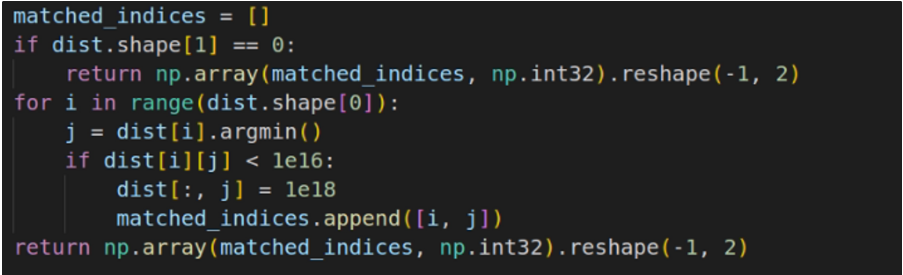 matched_indices = []
if dist.shape[1] == 0:
    return np.array(matched_indices, np.int32).reshape(-1, 2)
for i in range(dist.shape[0]):
    j = dist[i].argmin()
    if dist[i][j] < 1e16:
        dist[:, j] = 1e18
        matched_indices.append([i, j])
return np.array(matched_indices, np.int32).reshape(-1, 2)